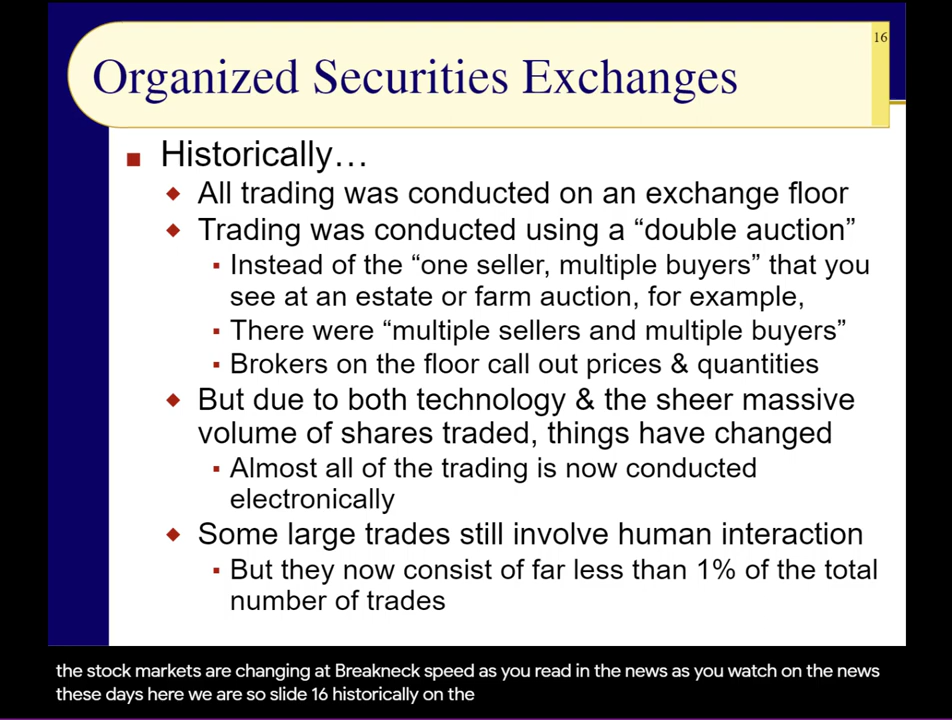 16
Organized Securities Exchanges
Historically…
All trading was conducted on an exchange floor
Trading was conducted using a “double auction”
Instead of the “one seller, multiple buyers” that you
see at an estate or farm auction, for example,
There were “multiple sellers and multiple buyers”
Brokers on the floor call out prices & quantities
But due to both technology & the sheer massive
volume of shares traded, things have changed
Almost all of the trading is now conducted
electronically
Some large trades still involve human interaction
But they now consist of far less than 1% of the total
number of trades
the stock markets are changing at Breakneck speed as you read in the news as you watch on the news
these days here we are so slide 16 historically on the